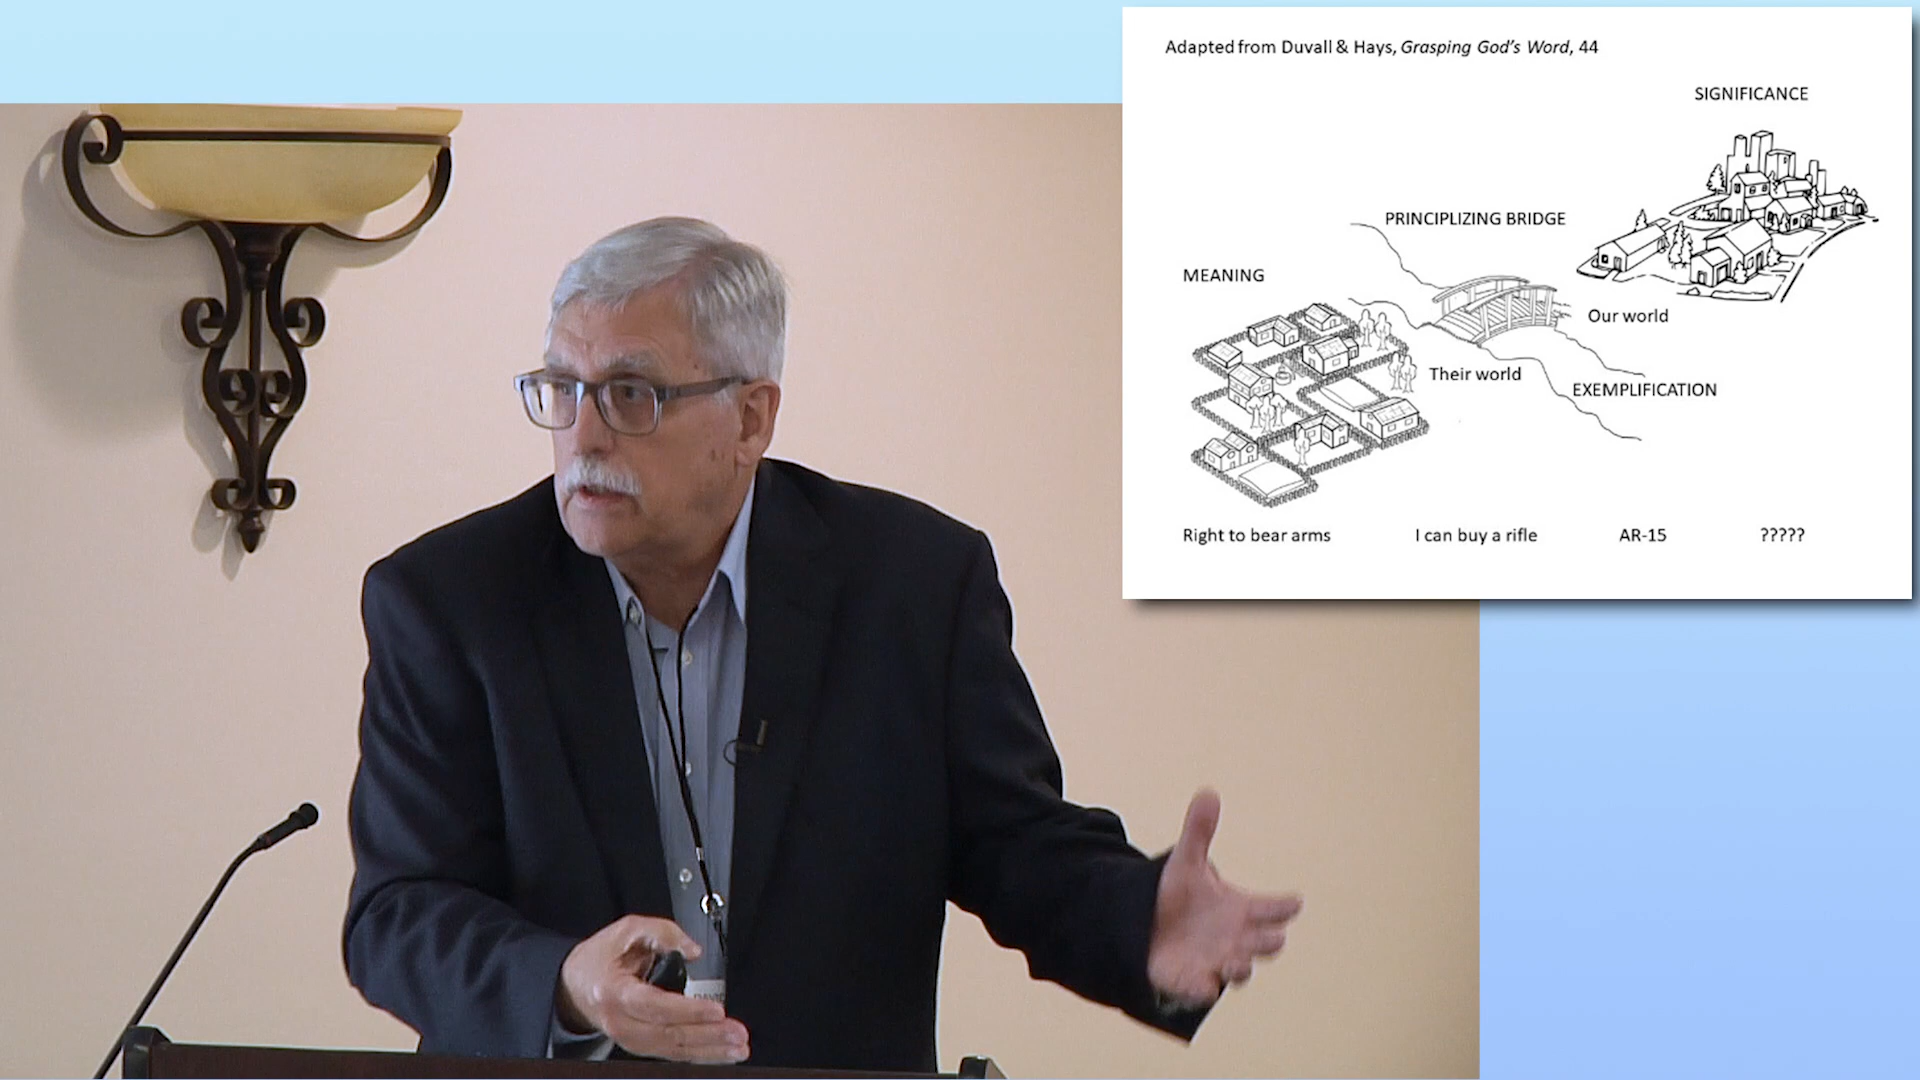 Adapted from Duvall & Hays, Grasping God's Word, 44
SIGNIFICANCE
PRINCIPLIZING BRIDGE
MEANING
Our world
Their world
EXEMPLIFICATION
Right to bear arms I can buy a rifle AR-15 ?????
DAVID